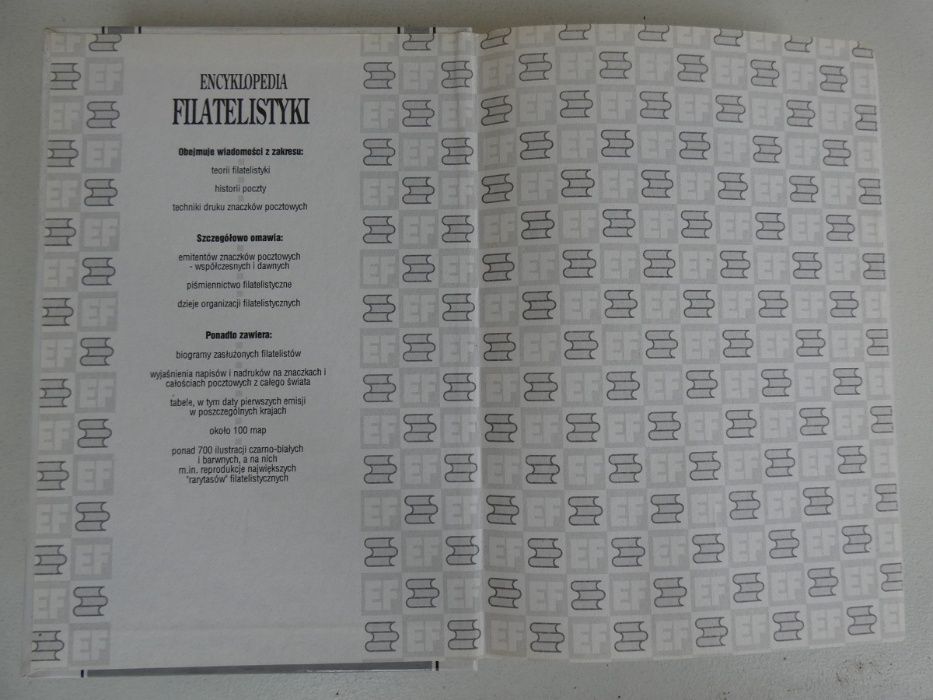 ENCYKLOPEDIA
FILATELISTYKI
Obejmuje wiadomości z zakresu:
teorii filatelistyki
historii poczty
techniki druku znaczków pocztowych
Szczegółowo omawia:
emitentów znaczków pocztowych
- współczesnych i dawnych
piśmiennictwo filatelistyczne
dzieje organizacji filatelistycznych
Ponadto zawiera:
biogramy zasłużonych filatelistów
wyjaśnienia napisów i nadruków na znaczkach i
całościach pocztowych z całego świata
tabele, w tym daty pierwszych emisji
w poszczególnych krajach
około 100 map
ponad 700 ilustracji czarno-białych
i barwnych, a na nich
m.in. reprodukcje największych
"rarytasów" filatelistycznych
EF